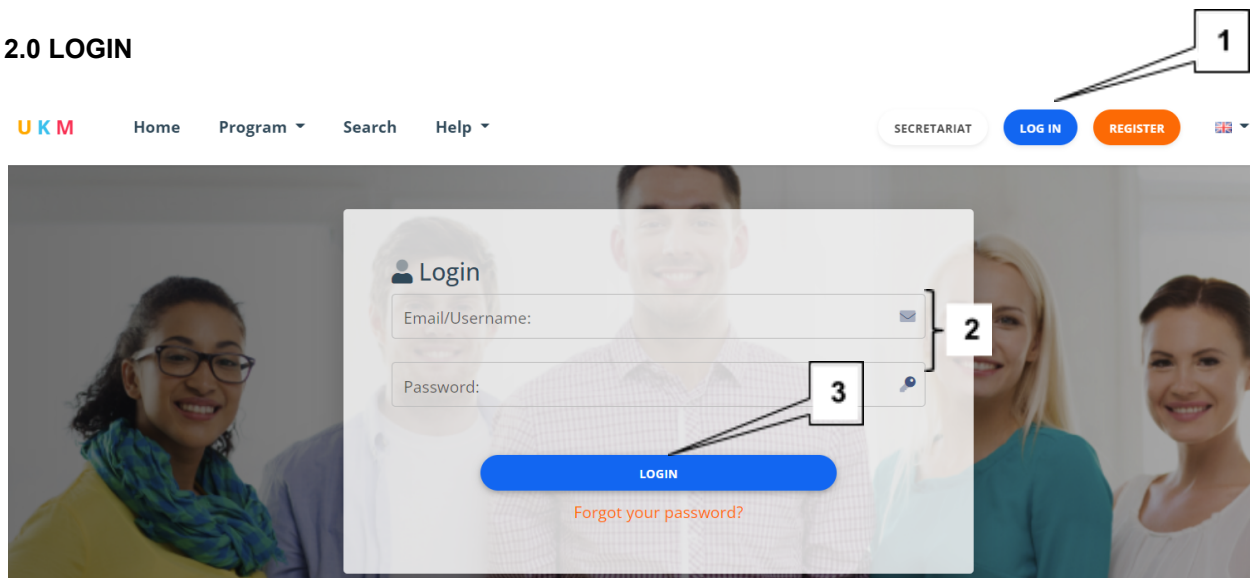 2.0 LOGIN
1
UKM Home Program Search Help SECRETARIAT LOG IN REGISTER
Login
Email/Username:
2
Password:
3
LOGIN
Forgot your password?